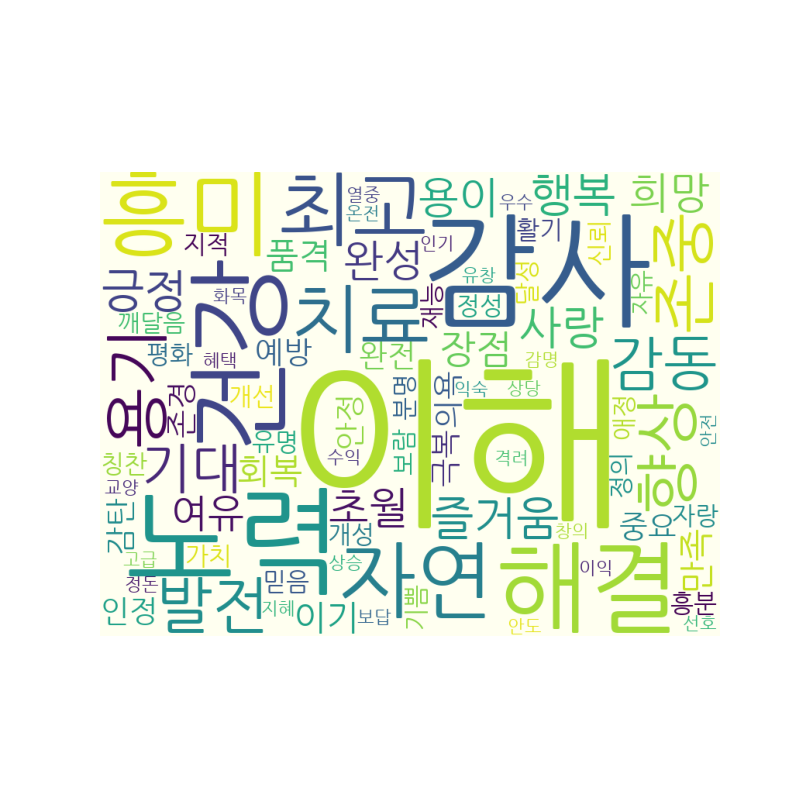 흥미
최고
열중
온전
용이
우수
행복
희망
지적
품격
완성
인기
감사
활기
신뢰
존중
긍정
건강
화목
치료
유창
재능
정성
달성
사랑
자유
깨달음
용기
평화
혜택
예방
완전
장점
감명
감동
존경
개선
이해
안정
분명
의욕
익숙
상당
애정
향상
안전
칭찬
기대
유명
회복
수익
보람
극복
격려
정의
교양
감탄
노력
여유
초월
즐거움
중요
자랑
고급
가치
개성
창의
만족
정돈
믿음
상승
자연
해결
이익
흥분
인정
발전
지혜
이기
보답
기쁨
안도
선호